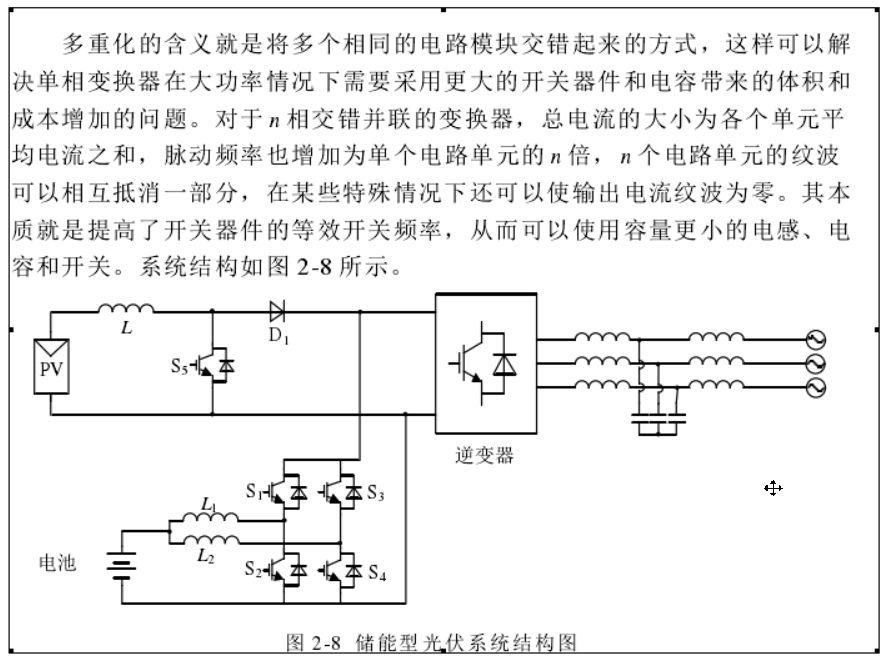 多重化的含义就是将多个相同的电路模块交错起来的方式，这样可以解
决单相变换器在大功率情况下需要采用更大的开关器件和电容带来的体积和
成本增加的问题。对于 n 相交错并联的变换器，总电流的大小为各个单元平
均电流之和，脉动频率也增加为单个电路单元的 n 倍，n 个电路单元的纹波
可以相互抵消一部分，在某些特殊情况下还可以使输出电流纹波为零。其本
质就是提高了开关器件的等效开关频率，从而可以使用容量更小的电感、电
容和开关。系统结构如图 2-8 所示。
L
D1
PV
S5
逆变器
S1
S3
L1
L2
电池
S2
S4
图 2-8 储能型光伏系统结构图